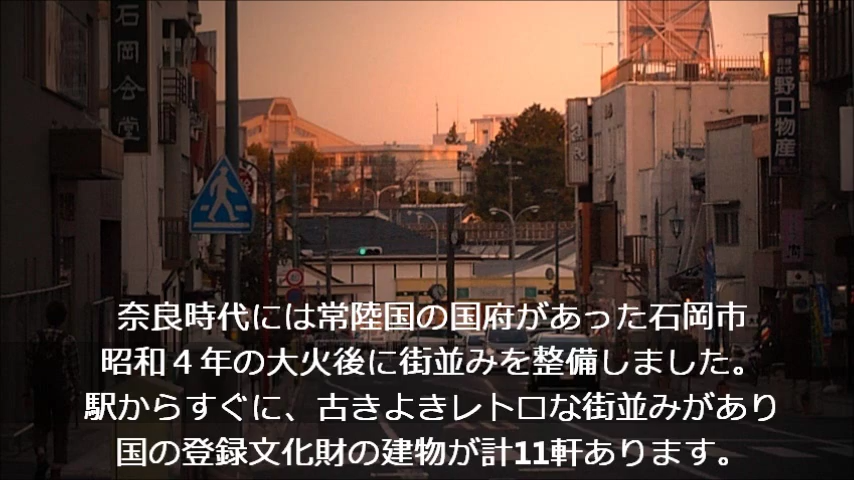 石岡会堂
野口物産
奈良時代には常陸国の国府があった石岡市
昭和４年の大火後に街並みを整備しました。
駅からすぐに、古きよきレトロな街並みがあり
国の登録文化財の建物が計11軒あります。